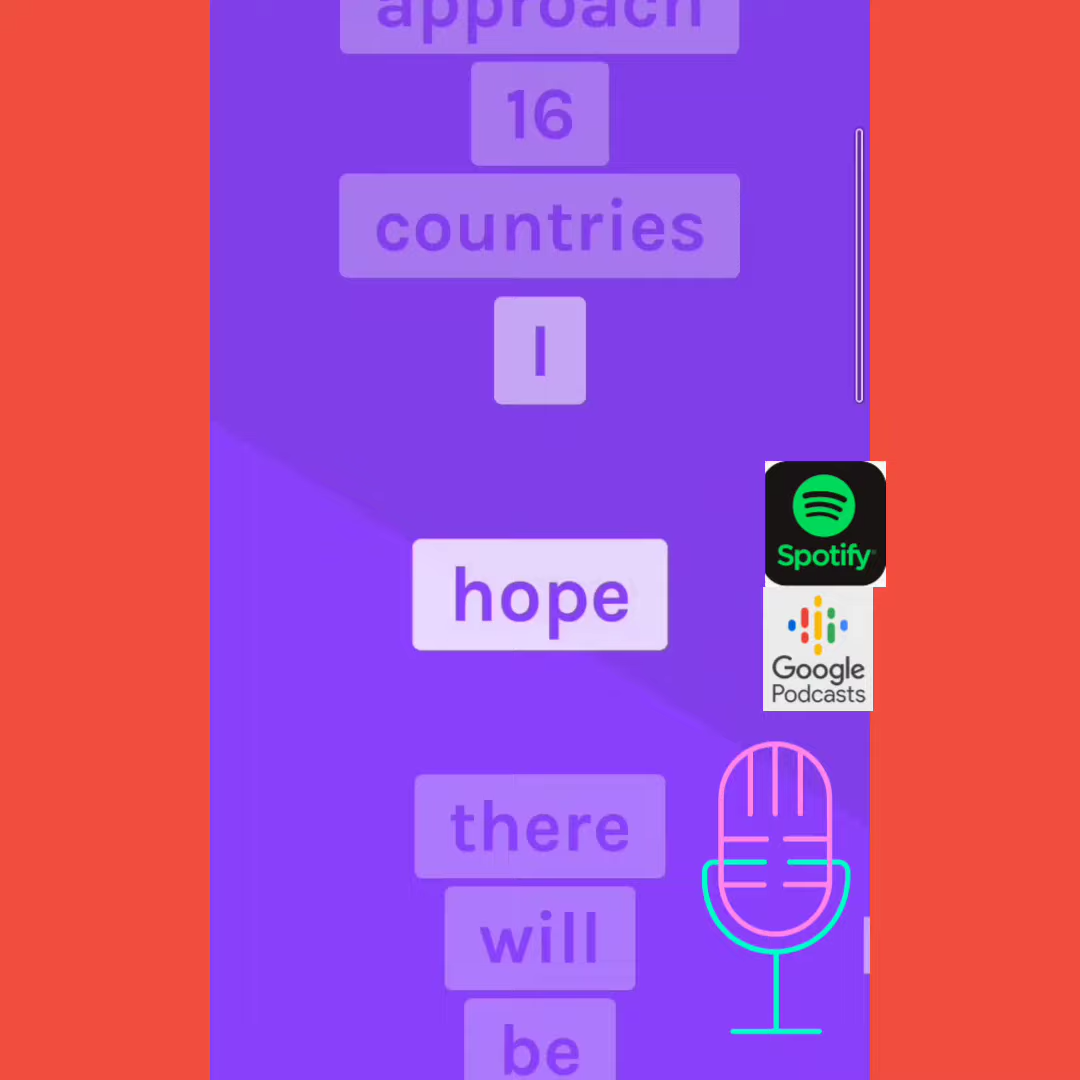 approach
16
countries
I
hope
Spotify
Google
Podcasts
there
will
be